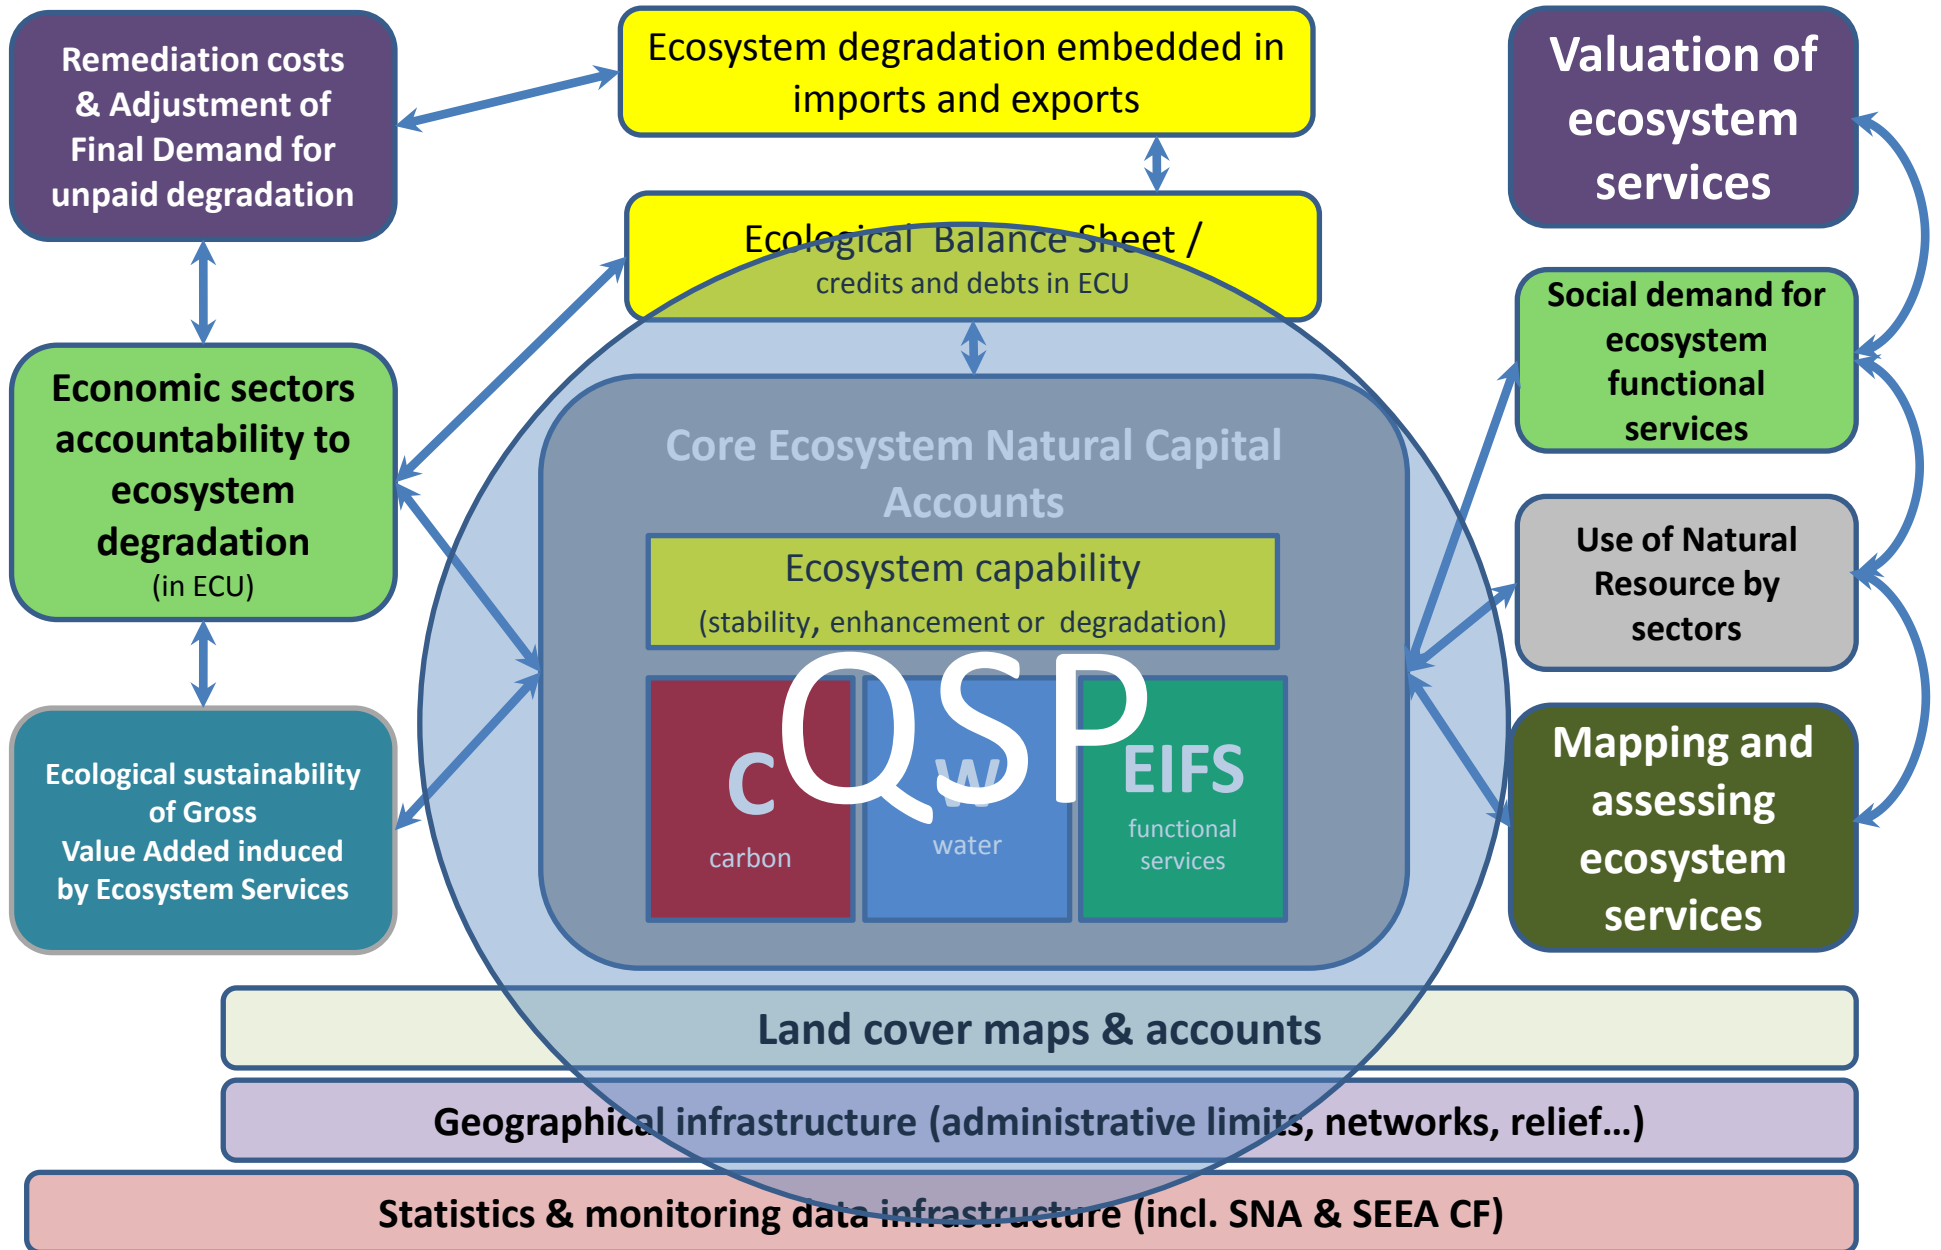 Remediation costs
& Adjustment of
Final Demand for
unpaid degradation
Ecosystem degradation embedded in
imports and exports
Valuation of
ecosystem
services
Ecological Balance Sheet /
credits and debts in ECU
Social demand for
ecosystem
functional
services
Economic sectors
accountability to
ecosystem
degradation
(in ECU)
Core Ecosystem Natural Capital
Accounts
Ecosystem capability
(stability, enhancement or degradation)
Use of Natural
Resource by
sectors
QSP
C
carbon
W
water
EIFS
functional
services
Ecological sustainability
of Gross
Value Added induced
by Ecosystem Services
Mapping and
assessing
ecosystem
services
Land cover maps & accounts
Geographical infrastructure (administrative limits, networks, relief...)
Statistics & monitoring data infrastructure (incl. SNA & SEEA CF)